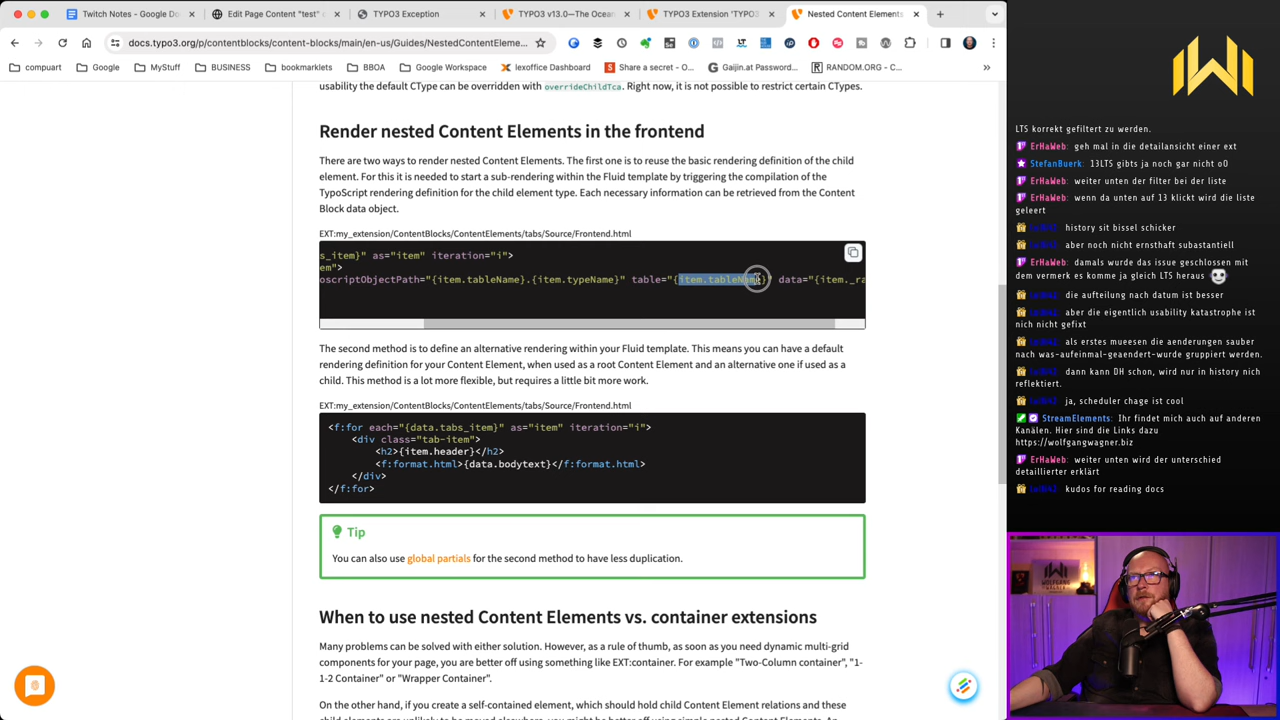 Twitch Notes - Google Do
Edit Page Content "test"
TYPO3 Exception
TYPO3 v13.0—The Ocean
TYPO3 Extension 'TYPO3
Nested Content Elements
docs.typo3.org/p/contentblocks/content-blocks/main/en-us/Guides/NestedContentEleme...
compuart
Google
MyStuff
BUSINESS
bookmarklets
BBOA
Google Workspace
lexoffice Dashboard
Share a secret - O...
Gaijin.at Password...
RANDOM.ORG - C...
usability the default CType can be overridden with overrideChildTca. Right now, it is not possible to restrict certain CTypes.
Render nested Content Elements in the frontend
There are two ways to render nested Content Elements. The first one is to reuse the basic rendering definition of the child
element. For this it is needed to start a sub-rendering within the Fluid template by triggering the compilation of the
TypoScript rendering definition for the child element type. Each necessary information can be retrieved from the Content
Block data object.
EXT:my_extension/ContentBlocks/ContentElements/tabs/Source/Frontend.html
s_item}" as="item" iteration="i">
em">
oscriptObjectPath="{item.tableName}.{item.typeName}" table="{item.tableName}" data="{item._ra
The second method is to define an alternative rendering within your Fluid template. This means you can have a default
rendering definition for your Content Element, when used as a root Content Element and an alternative one if used as a
child. This method is a lot more flexible, but requires a little bit more work.
EXT:my_extension/ContentBlocks/ContentElements/tabs/Source/Frontend.html
<f:for each="{data.tabs_item}" as="item" iteration="i">
<div class="tab-item">
<h2>{item.header}</h2>
<f:format.html>{data.bodytext}</f:format.html>
</div>
</f:for>
Tip
You can also use global partials for the second method to have less duplication.
When to use nested Content Elements vs. container extensions
Many problems can be solved with either solution. However, as a rule of thumb, as soon as you need dynamic multi-grid
components for your page, you are better off using something like EXT:container. For example "Two-Column container", "1-
1-2 Container" or "Wrapper Container".
On the other hand, if you create a self-contained element, which should hold child Content Element relations and these
LTS korrekt gefiltert zu werden.
ErHaWeb: geh mal in die detailansicht einer ext
StefanBuerk: 13LTS gibts ja noch gar nicht oO
ErHaWeb: weiter unten der filter bei der liste
ErHaWeb: wenn da unten auf 13 klickt wird die liste
geleert
history sit bissel schicker
aber noch nicht ernsthaft substantiell
ErHaWeb: damals wurde das issue geschlossen mit
dem vermerk es komme ja gleich LTS heraus
die aufteilung nach datum ist besser
aber die eigentlich usability katastrophe ist
nich nicht gefixt
als erstes mueesen die aenderungen sauber
nach was-aufeinmal-geaendert-wurde gruppiert werden.
dann kann DH schon, wird nur in history nich
reflektiert.
ja, scheduler chage ist cool
StreamElements: Ihr findet mich auch auf anderen
Kanälen. Hier sind die Links dazu
https://wolfgangwagner.biz
ErHaWeb: weiter unten wird der unterschied
detaillierter erklärt
kudos for reading docs